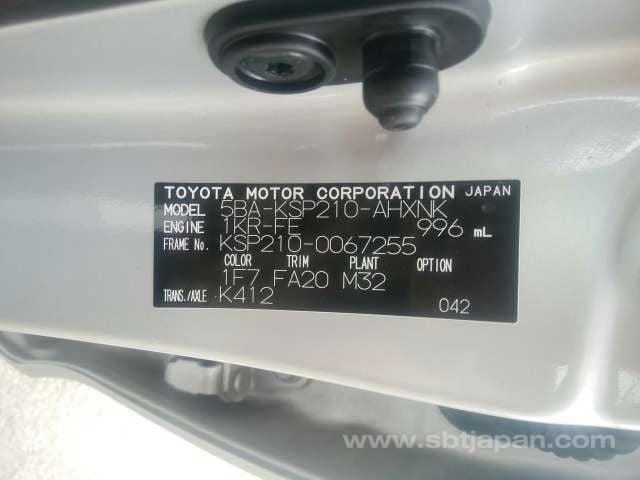 TOYOTA MOTOR CORPORATION JAPAN
MODEL 5BA-KSP210-AHXNK
ENGINE 1KR-FE 996 mL
FRAME No. KSP210-0067255
COLOR TRIM PLANT OPTION
1F7 FA20 M32
TRANS./AXLE K412
042
www.sbtjapan.com